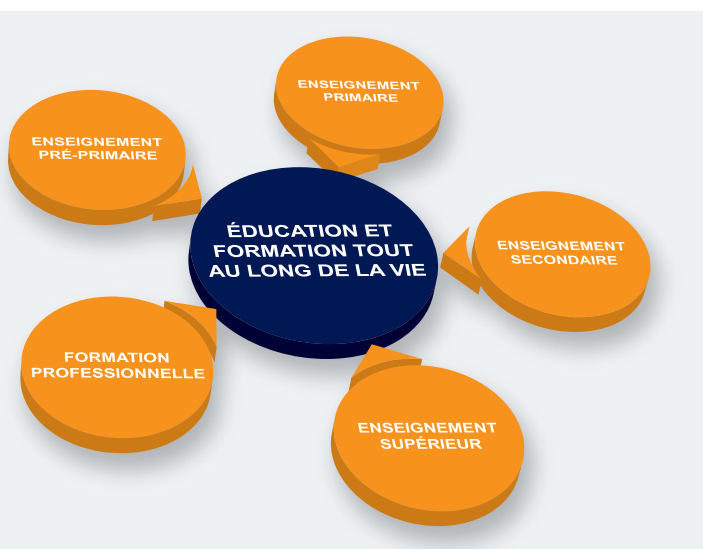 ENSEIGNEMENT
PRIMAIRE
ENSEIGNEMENT
PRÉ-PRIMAIRE
ÉDUCATION ET
FORMATION TOUT
AU LONG DE LA VIE
ENSEIGNEMENT
SECONDAIRE
FORMATION
PROFESSIONNELLE
ENSEIGNEMENT
SUPÉRIEUR